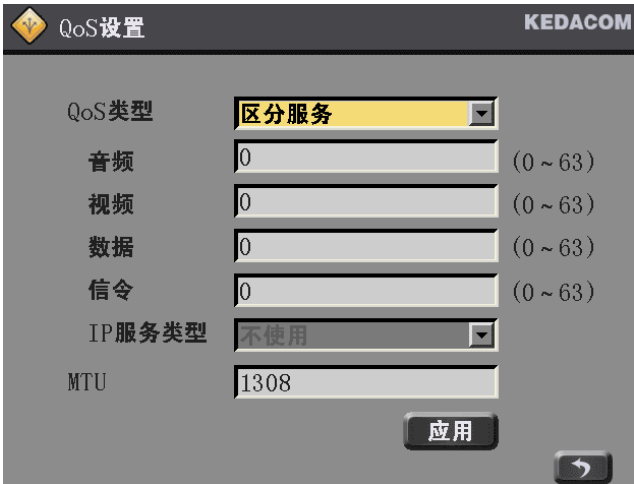 QoS设置 KEDACOM
QoS类型 区分服务
音频 0 (0~63)
视频 0 (0~63)
数据 0 (0~63)
信令 0 (0~63)
IP服务类型 不使用
MTU 1308
应用